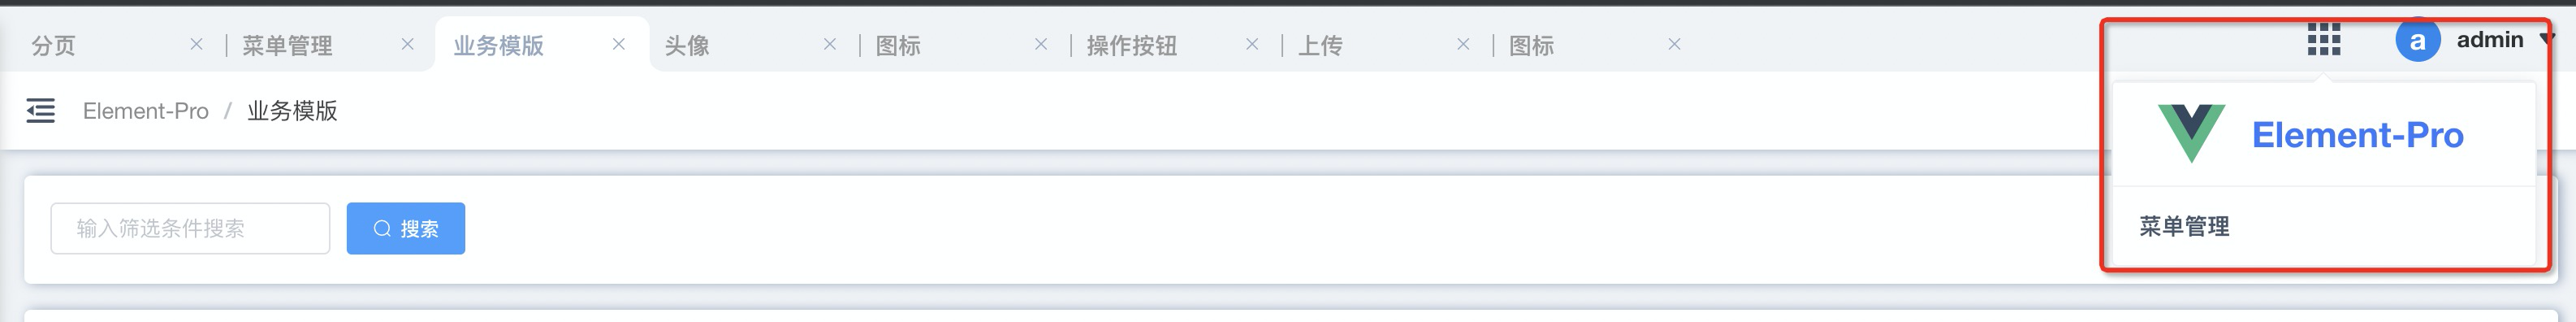 分页 菜单管理 业务模版 头像 图标 操作按钮 上传 图标 a admin
Element-Pro / 业务模版
Element-Pro
输入筛选条件搜索 搜索
菜单管理